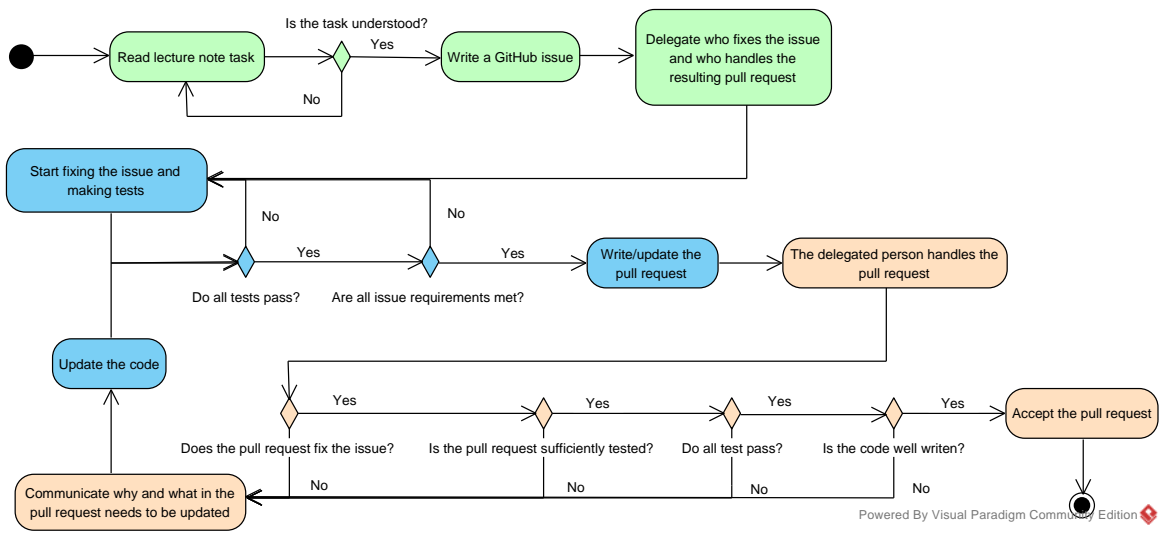 Is the task understood?
Read lecture note task
Yes
Write a GitHub issue
Delegate who fixes the issue
and who handles the
resulting pull request
No
Start fixing the issue and
making tests
No
No
Yes
Yes
Write/update the
pull request
The delegated person handles the
pull request
Do all tests pass?
Are all issue requirements met?
Update the code
Yes
Yes
Yes
Yes
Accept the pull request
Does the pull request fix the issue?
Is the pull request sufficiently tested?
Do all test pass?
Is the code well writen?
Communicate why and what in the
pull request needs to be updated
No
No
No
No
Powered By Visual Paradigm Community Edition